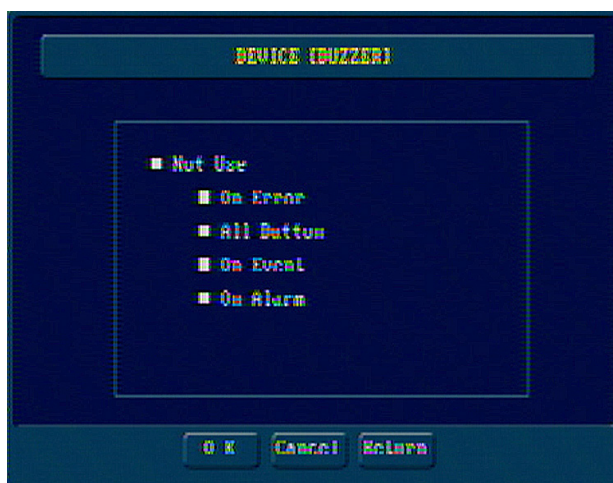 DEVICE (BUZZER)
Not Use
On Error
All Button
On Event
On Alarm
O K Cancel Return